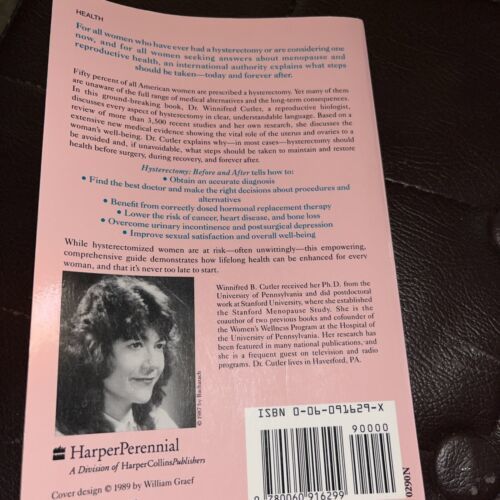 HEALTH
For all women who have ever had a hysterectomy or are considering one
now, and for all women seeking answers about menopause and
reproductive health, an international authority explains what steps
should be taken—today and forever after.
Fifty percent of all American women are prescribed a hysterectomy. Yet many of them
are unaware of the full range of medical alternatives and the long-term consequences.
In this ground-breaking book, Dr. Winnifred Cutler, a reproductive biologist,
discusses every aspect of hysterectomy in clear, understandable language. Based on a
review of more than 3,500 recent studies and her own research, she discusses the
extensive new medical evidence showing the vital role of the uterus and ovaries to a
woman's well-being. Dr. Cutler explains why—in most cases—hysterectomy should
be avoided and, if unavoidable, what steps should be taken to maintain and restore
health before surgery, during recovery, and forever after.
Hysterectomy: Before and After tells how to:
• Obtain an accurate diagnosis
• Find the best doctor and make the right decisions about procedures and
alternatives
• Benefit from correctly dosed hormonal replacement therapy
• Lower the risk of cancer, heart disease, and bone loss
• Overcome urinary incontinence and postsurgical depression
• Improve sexual satisfaction and overall well-being
While hysterectomized women are at risk—often unwittingly—this empowering,
comprehensive guide demonstrates how lifelong health can be enhanced for every
woman, and that it's never too late to start.
Winnifred B. Cutler received her Ph.D. from the
University of Pennsylvania and did postdoctoral
work at Stanford University, where she established
the Stanford Menopause Study. She is the
coauthor of two previous books and cofounder of
the Women's Wellness Program at the Hospital of
the University of Pennsylvania. Her research has
been featured in many national publications, and
she is a frequent guest on television and radio
programs. Dr. Cutler lives in Haverford, PA.
© 1987 by Bachrach
HarperPerennial
A Division of HarperCollinsPublishers
Cover design © 1989 by William Graef
ISBN 0-06-091629-X
90000
9 780060 916299
0290N